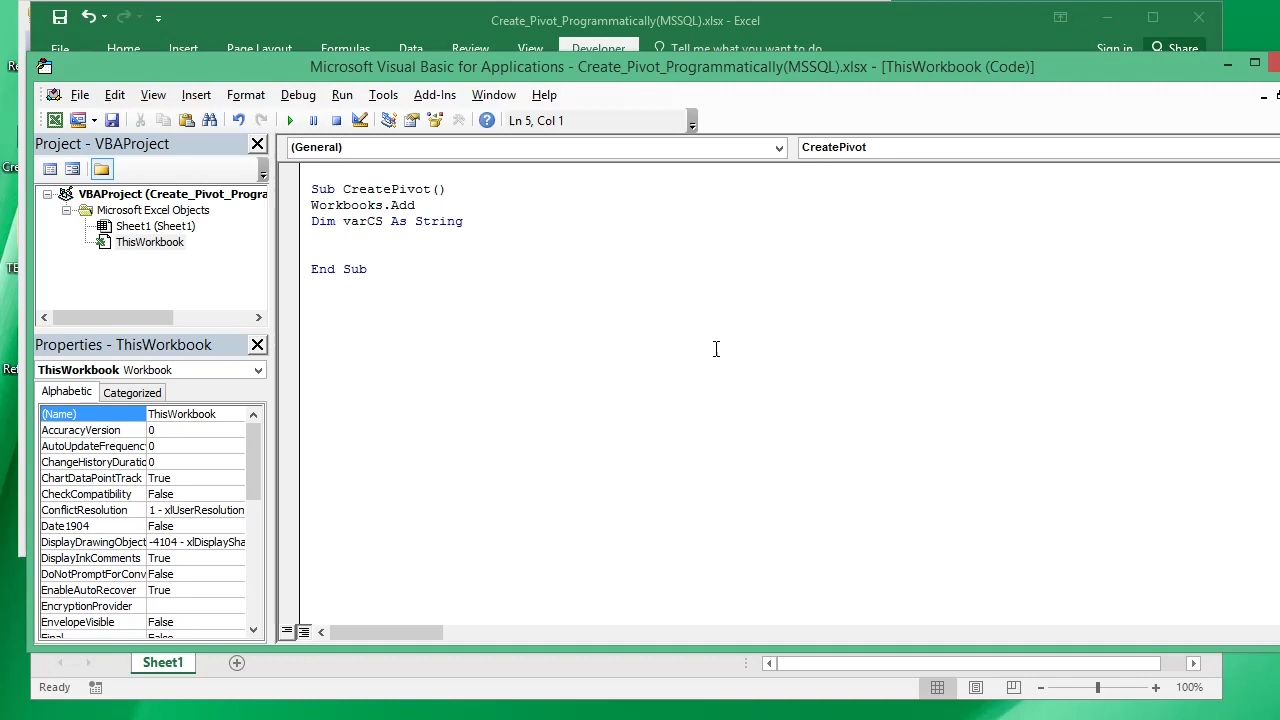 Create_Pivot_Programmatically(MSSQL).xlsx - Excel
File Home Insert Page Layout Formulas Data Review View Developer Tell me what you want to do Sign in Share
Microsoft Visual Basic for Applications - Create_Pivot_Programmatically(MSSQL).xlsx - [ThisWorkbook (Code)]
File Edit View Insert Format Debug Run Tools Add-Ins Window Help
Ln 5, Col 1
Project - VBAProject
(General) CreatePivot
VBAProject (Create_Pivot_Progra
Microsoft Excel Objects
Sheet1 (Sheet1)
ThisWorkbook
Sub CreatePivot()
Workbooks.Add
Dim varCS As String
End Sub
Properties - ThisWorkbook
ThisWorkbook Workbook
Alphabetic Categorized
(Name) ThisWorkbook
AccuracyVersion 0
AutoUpdateFrequenc 0
ChangeHistoryDuratic 0
ChartDataPointTrack True
CheckCompatibility False
ConflictResolution 1 - xlUserResolution
Date1904 False
DisplayDrawingObject -4104 - xlDisplaySha
DisplayInkComments True
DoNotPromptForConv False
EnableAutoRecover True
EncryptionProvider
EnvelopeVisible False
Final False
Sheet1
Ready 100%